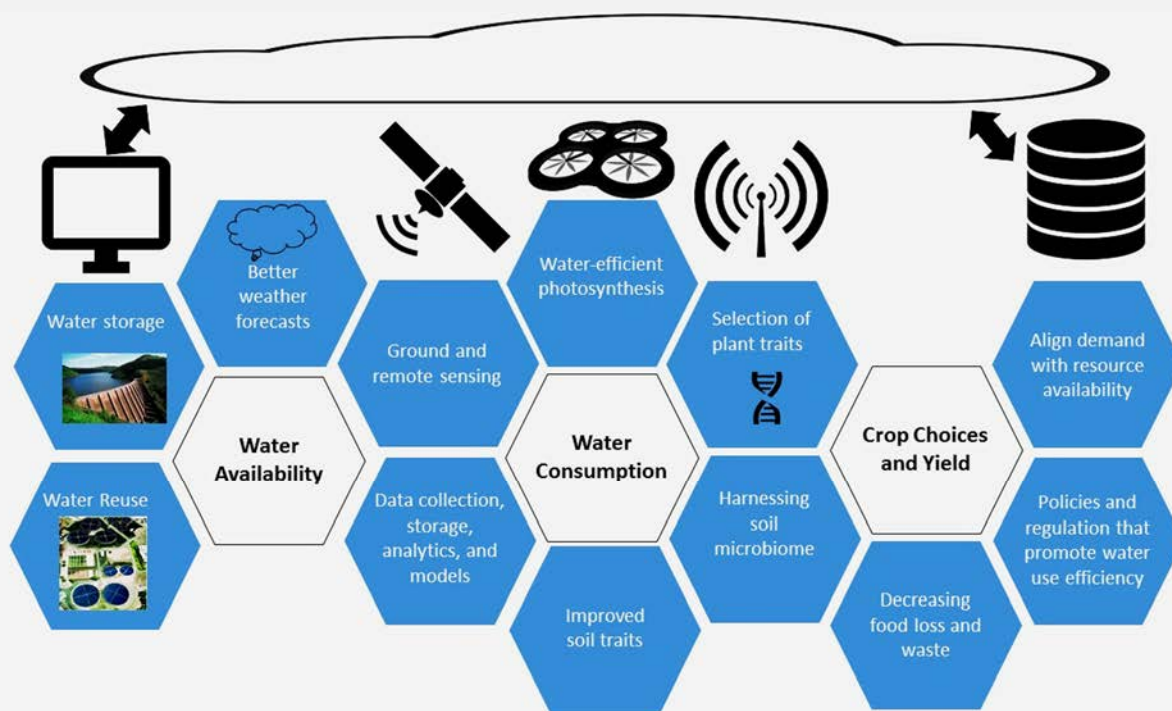 Better
weather
forecasts
Water-efficient
photosynthesis
Water storage
Selection of
plant traits
Ground and
remote sensing
Align demand
with resource
availability
Water
Availability
Water
Consumption
Crop Choices
and Yield
Water Reuse
Data collection,
storage,
analytics, and
models
Harnessing
soil
microbiome
Policies and
regulation that
promote water
use efficiency
Improved
soil traits
Decreasing
food loss and
waste